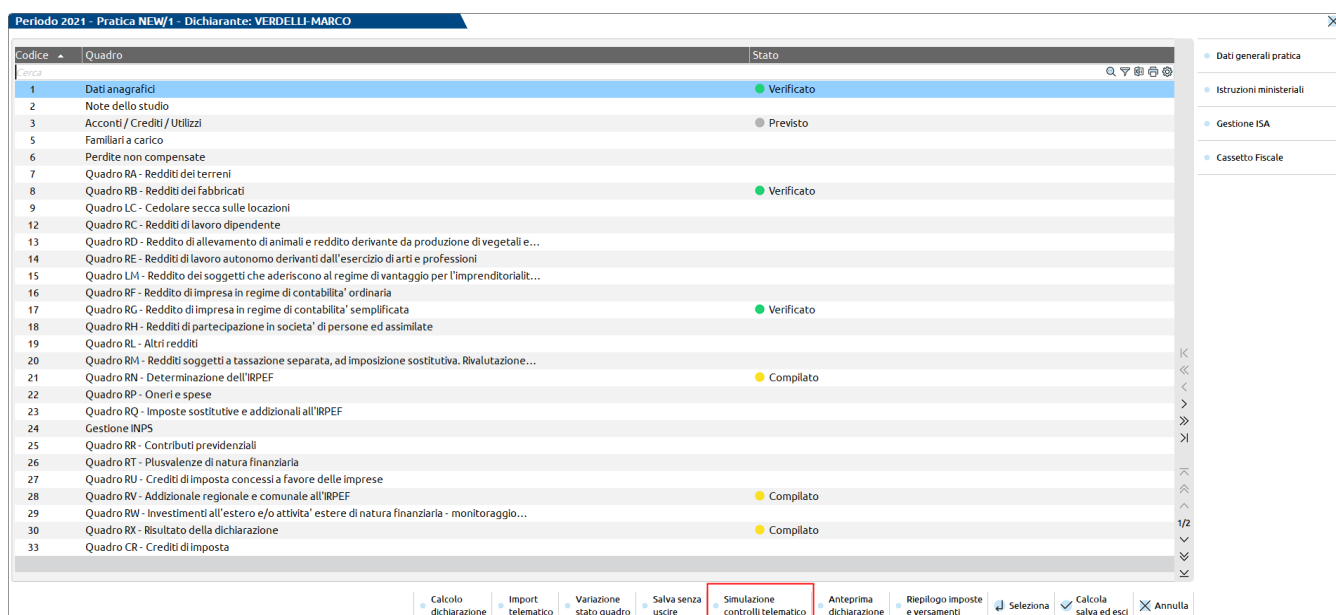 Periodo 2021 - Pratica NEW/1 - Dichiarante: VERDELLI-MARCO
Codice Quadro Stato
Cerca
1 Dati anagrafici Verificato
2 Note dello studio
3 Acconti / Crediti / Utilizzi Previsto
5 Familiari a carico
6 Perdite non compensate
7 Quadro RA - Redditi dei terreni
8 Quadro RB - Redditi dei fabbricati Verificato
9 Quadro LC - Cedolare secca sulle locazioni
12 Quadro RC - Redditi di lavoro dipendente
13 Quadro RD - Reddito di allevamento di animali e reddito derivante da produzione di vegetali e...
14 Quadro RE - Redditi di lavoro autonomo derivanti dall'esercizio di arti e professioni
15 Quadro LM - Reddito dei soggetti che aderiscono al regime di vantaggio per l'imprenditorialit...
16 Quadro RF - Reddito di impresa in regime di contabilita' ordinaria
17 Quadro RG - Reddito di impresa in regime di contabilita' semplificata Verificato
18 Quadro RH - Redditi di partecipazione in societa' di persone ed assimilate
19 Quadro RL - Altri redditi
20 Quadro RM - Redditi soggetti a tassazione separata, ad imposizione sostitutiva. Rivalutazione...
21 Quadro RN - Determinazione dell'IRPEF Compilato
22 Quadro RP - Oneri e spese
23 Quadro RQ - Imposte sostitutive e addizionali all'IRPEF
24 Gestione INPS
25 Quadro RR - Contributi previdenziali
26 Quadro RT - Plusvalenze di natura finanziaria
27 Quadro RU - Crediti di imposta concessi a favore delle imprese
28 Quadro RV - Addizionale regionale e comunale all'IRPEF Compilato
29 Quadro RW - Investimenti all'estero e/o attivita' estere di natura finanziaria - monitoraggio...
30 Quadro RX - Risultato della dichiarazione Compilato
33 Quadro CR - Crediti di imposta
1/2
Dati generali pratica
Istruzioni ministeriali
Gestione ISA
Cassetto Fiscale
Calcolo
dichiarazione
Import
telematico
Variazione
stato quadro
Salva senza
uscire
Simulazione
controlli telematico
Anteprima
dichiarazione
Riepilogo imposte
e versamenti
Seleziona
Calcola
salva ed esci
Annulla